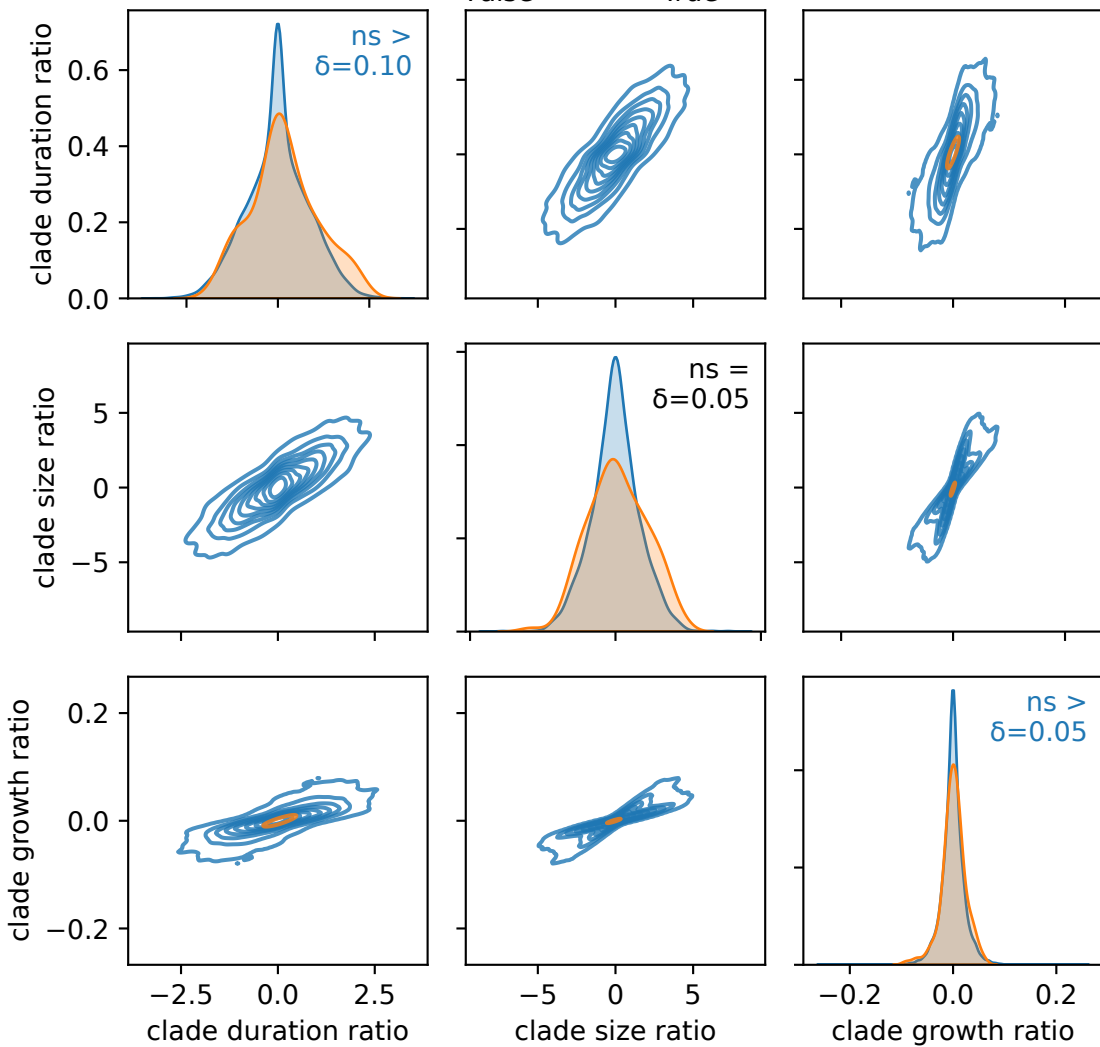 ns >
δ=0.10
clade duration ratio
0.6
0.4
0.2
0.0
ns =
δ=0.05
clade size ratio
5
0
−5
ns >
δ=0.05
clade growth ratio
0.2
0.0
−0.2
−2.5 0.0 2.5
−5 0 5
−0.2 0.0 0.2
clade duration ratio
clade size ratio
clade growth ratio